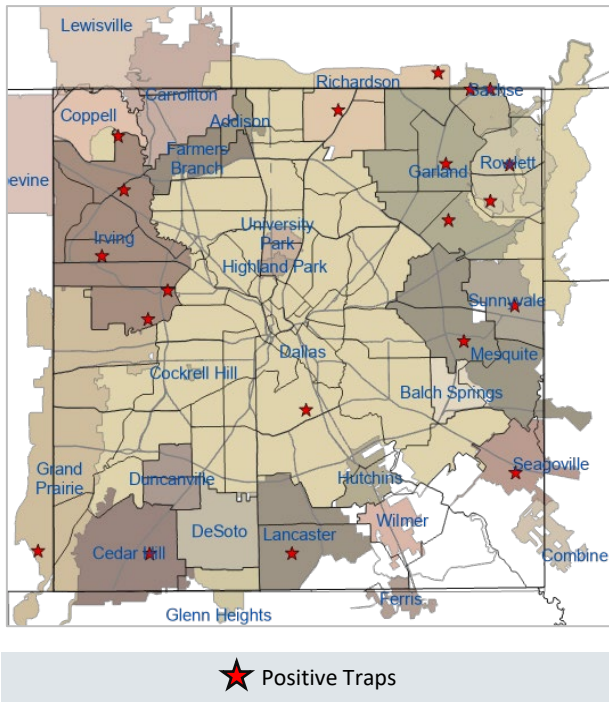 Lewisville
Richardson
Carrollton
Sachse
Coppell
Addison
Farmers
Branch
Garland
Rowlett
evine
University
Park
Irving
Highland Park
Sunnyvale
Dallas
Mesquite
Cockrell Hill
Balch Springs
Grand
Prairie
Duncanville
Hutchins
Seagoville
DeSoto
Lancaster
Wilmer
Cedar Hill
Combine
Ferris
Glenn Heights
Positive Traps